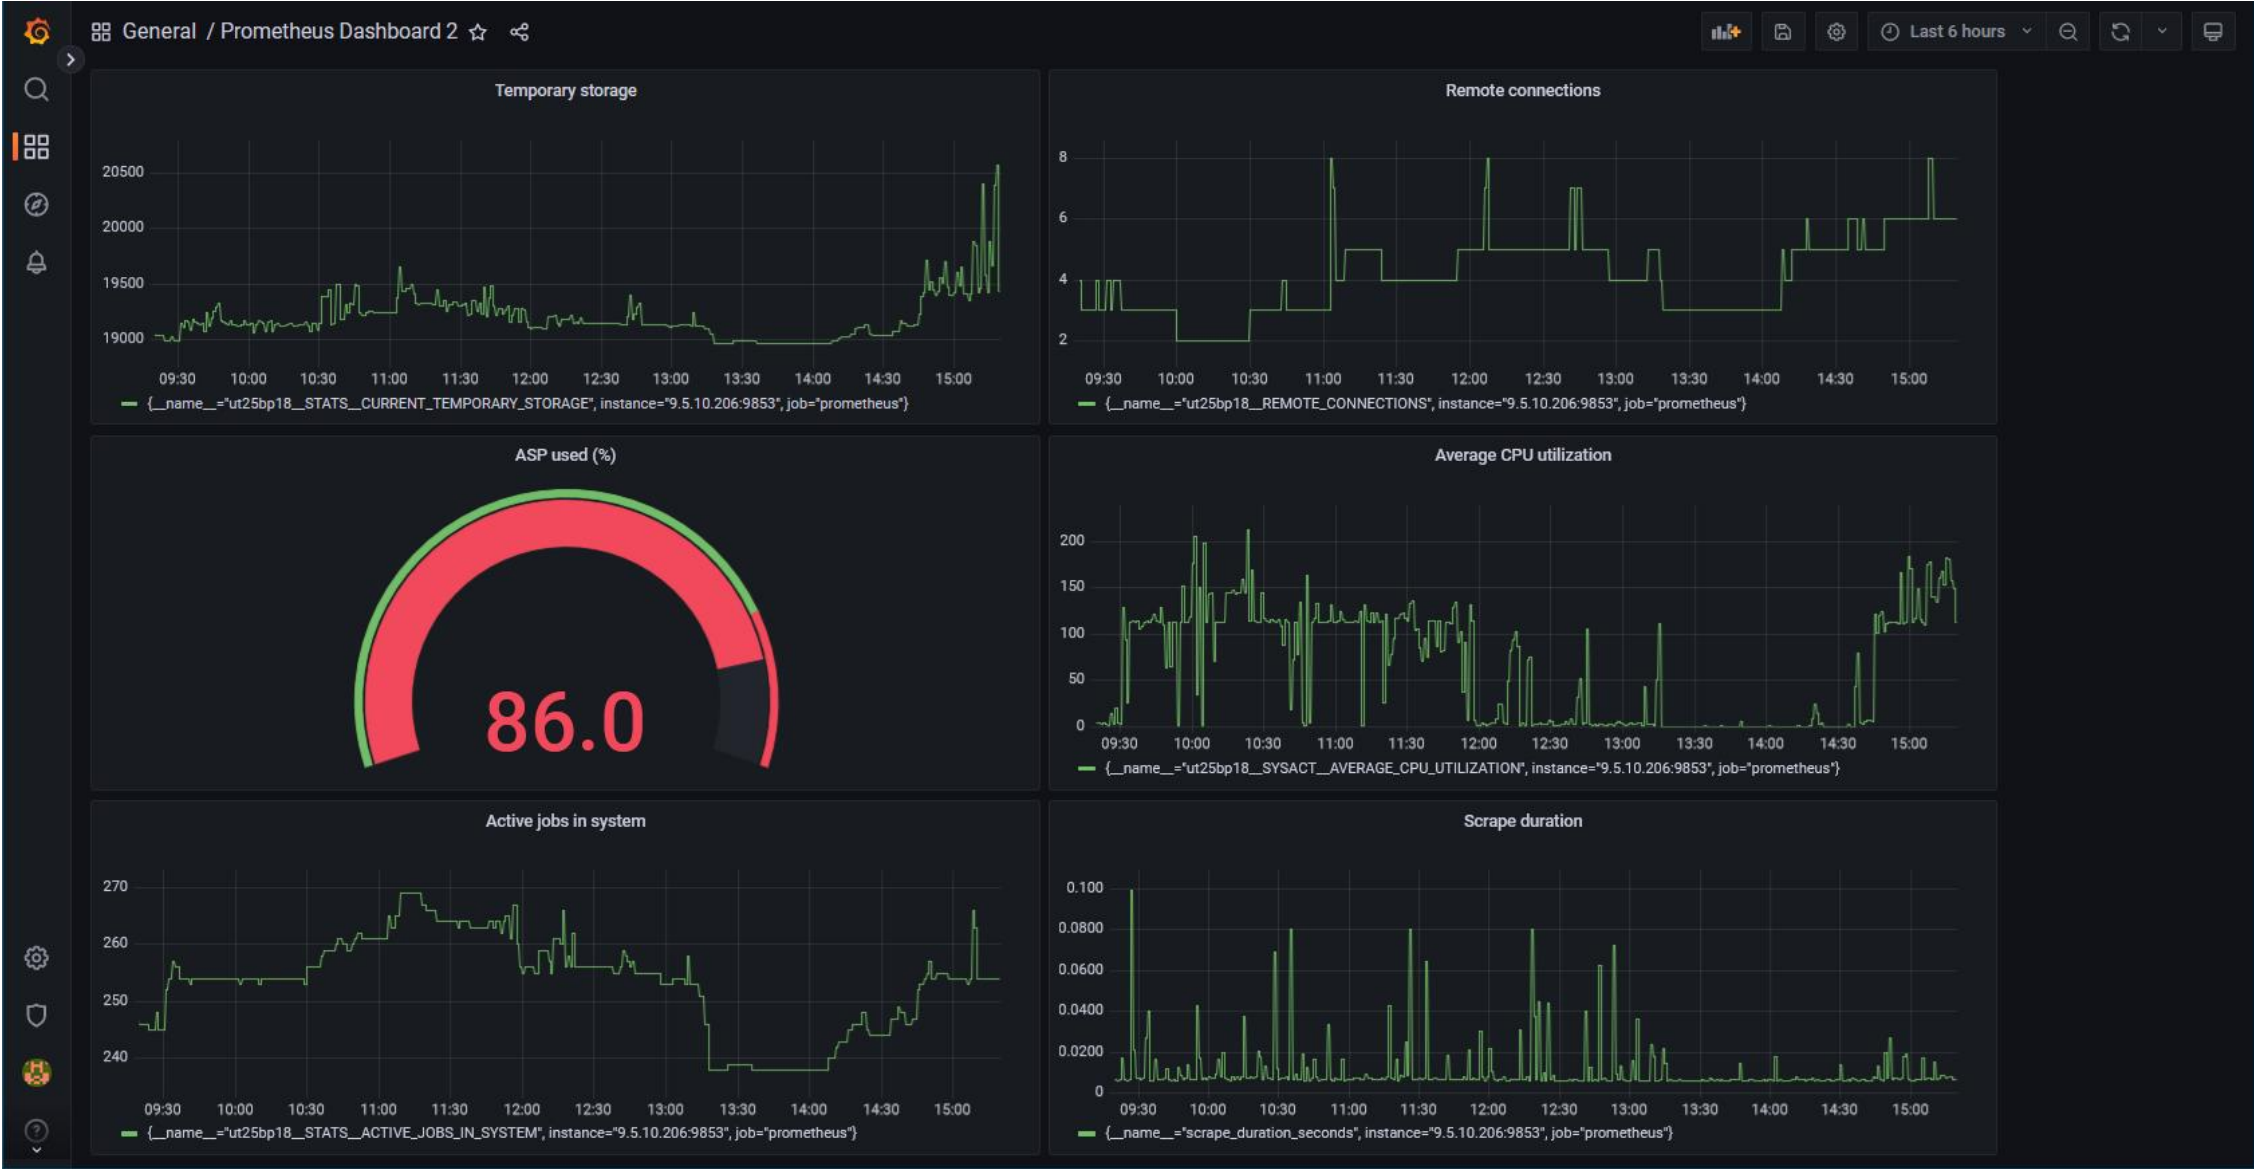 General / Prometheus Dashboard 2
Last 6 hours
Temporary storage
20500
20000
19500
19000
09:30 10:00 10:30 11:00 11:30 12:00 12:30 13:00 13:30 14:00 14:30 15:00
{__name__="ut25bp18__STATS__CURRENT_TEMPORARY_STORAGE", instance="9.5.10.206:9853", job="prometheus"}
Remote connections
8
6
4
2
09:30 10:00 10:30 11:00 11:30 12:00 12:30 13:00 13:30 14:00 14:30 15:00
{__name__="ut25bp18__REMOTE_CONNECTIONS", instance="9.5.10.206:9853", job="prometheus"}
ASP used (%)
86.0
Average CPU utilization
200
150
100
50
0
09:30 10:00 10:30 11:00 11:30 12:00 12:30 13:00 13:30 14:00 14:30 15:00
{__name__="ut25bp18__SYSACT__AVERAGE_CPU_UTILIZATION", instance="9.5.10.206:9853", job="prometheus"}
Active jobs in system
270
260
250
240
09:30 10:00 10:30 11:00 11:30 12:00 12:30 13:00 13:30 14:00 14:30 15:00
{__name__="ut25bp18__STATS__ACTIVE_JOBS_IN_SYSTEM", instance="9.5.10.206:9853", job="prometheus"}
Scrape duration
0.100
0.0800
0.0600
0.0400
0.0200
0
09:30 10:00 10:30 11:00 11:30 12:00 12:30 13:00 13:30 14:00 14:30 15:00
{__name__="scrape_duration_seconds", instance="9.5.10.206:9853", job="prometheus"}